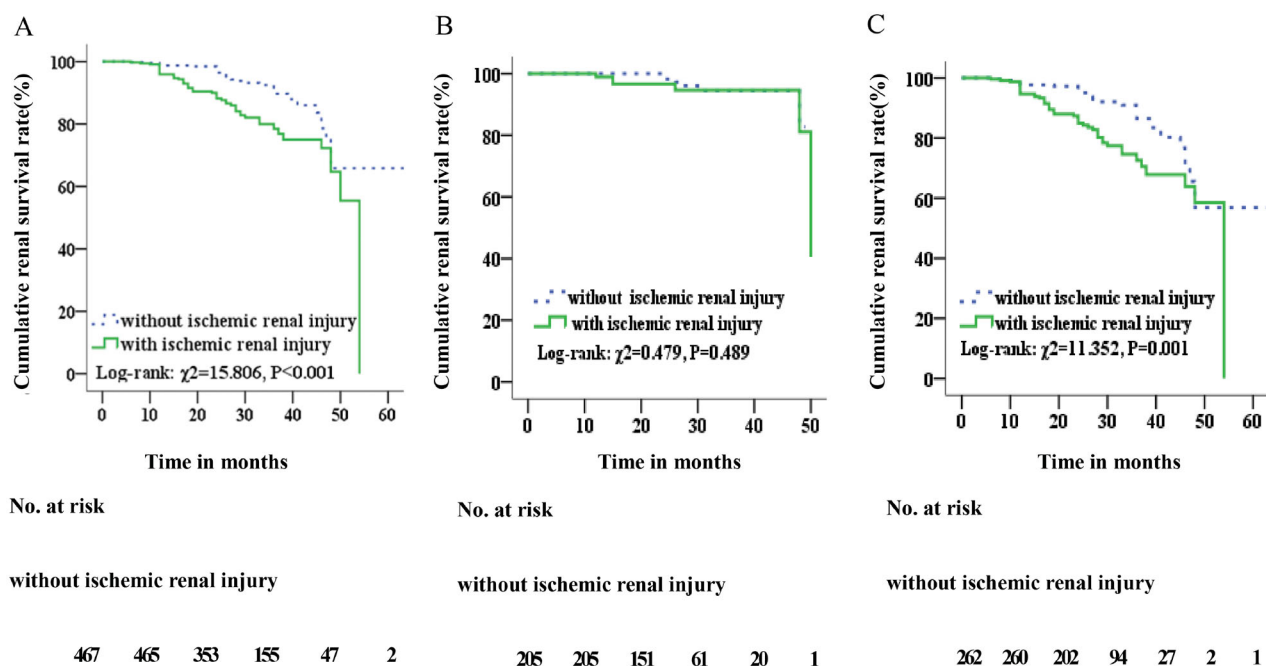 A
Cumulative renal survival rate(%)
100
80
60
40
20
0
without ischemic renal injury
with ischemic renal injury
Log-rank: χ2=15.806, P<0.001
0 10 20 30 40 50 60
Time in months
No. at risk
without ischemic renal injury
467 465 353 155 47 2
B
Cumulative renal survival rate(%)
100
80
60
40
20
0
without ischemic renal injury
with ischemic renal injury
Log-rank: χ2=0.479, P=0.489
0 10 20 30 40 50
Time in months
No. at risk
without ischemic renal injury
205 205 151 61 20 1
C
Cumulative renal survival rate(%)
100
80
60
40
20
0
without ischemic renal injury
with ischemic renal injury
Log-rank: χ2=11.352, P=0.001
0 10 20 30 40 50 60
Time in months
No. at risk
without ischemic renal injury
262 260 202 94 27 2 1